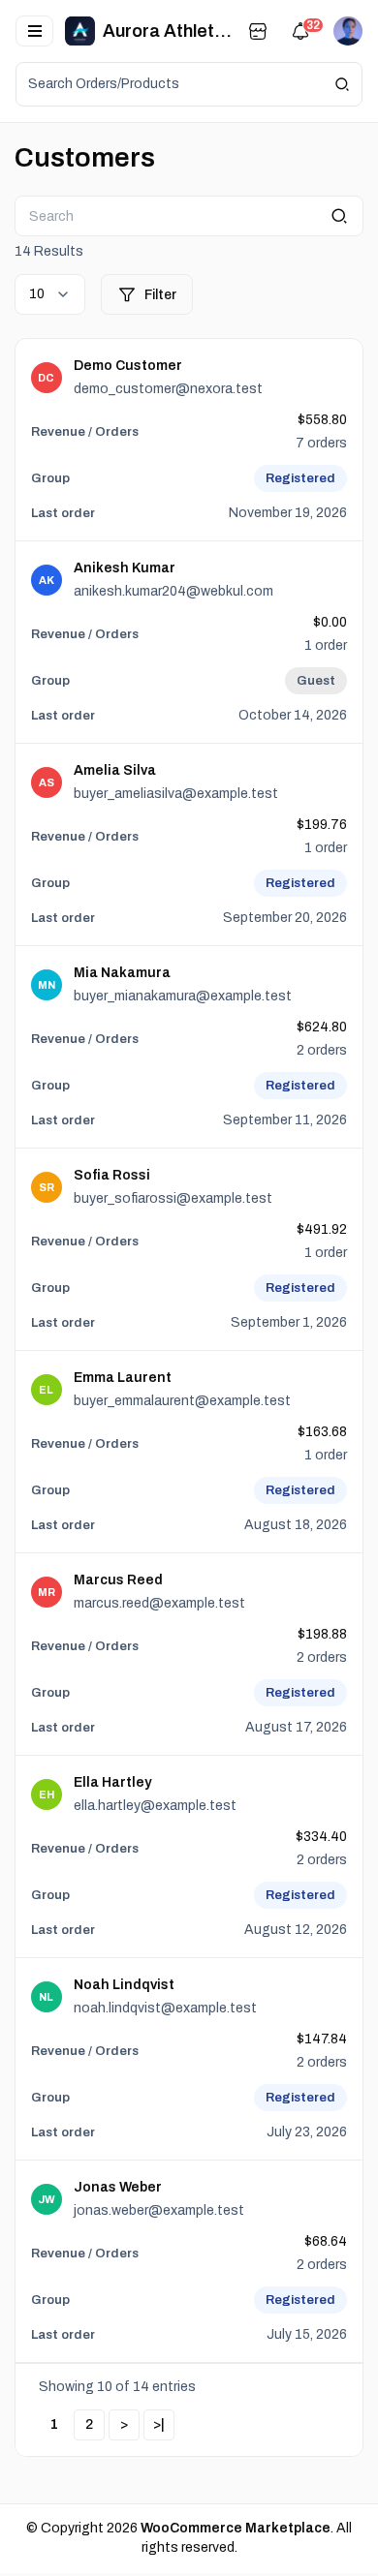 Aurora Athlet...
32
Search Orders/Products
Customers
Search
14 Results
10
Filter
DC
Demo Customer
demo_customer@nexora.test
Revenue / Orders
$558.80
7 orders
Group
Registered
Last order
November 19, 2026
AK
Anikesh Kumar
anikesh.kumar204@webkul.com
Revenue / Orders
$0.00
1 order
Group
Guest
Last order
October 14, 2026
AS
Amelia Silva
buyer_ameliasilva@example.test
Revenue / Orders
$199.76
1 order
Group
Registered
Last order
September 20, 2026
MN
Mia Nakamura
buyer_mianakamura@example.test
Revenue / Orders
$624.80
2 orders
Group
Registered
Last order
September 11, 2026
SR
Sofia Rossi
buyer_sofiarossi@example.test
Revenue / Orders
$491.92
1 order
Group
Registered
Last order
September 1, 2026
EL
Emma Laurent
buyer_emmalaurent@example.test
Revenue / Orders
$163.68
1 order
Group
Registered
Last order
August 18, 2026
MR
Marcus Reed
marcus.reed@example.test
Revenue / Orders
$198.88
2 orders
Group
Registered
Last order
August 17, 2026
EH
Ella Hartley
ella.hartley@example.test
Revenue / Orders
$334.40
2 orders
Group
Registered
Last order
August 12, 2026
NL
Noah Lindqvist
noah.lindqvist@example.test
Revenue / Orders
$147.84
2 orders
Group
Registered
Last order
July 23, 2026
JW
Jonas Weber
jonas.weber@example.test
Revenue / Orders
$68.64
2 orders
Group
Registered
Last order
July 15, 2026
Showing 10 of 14 entries
1 2 > >|
© Copyright 2026 WooCommerce Marketplace. All
rights reserved.